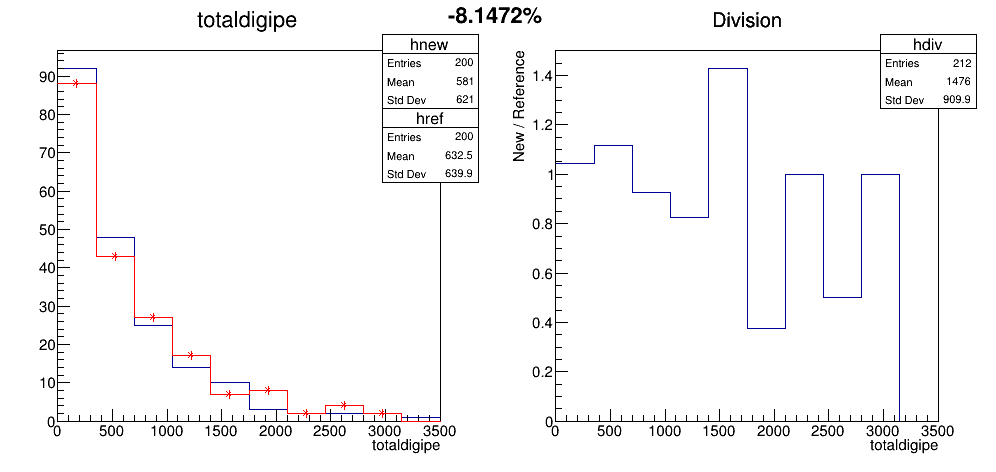 -8.1472%
totaldigipe
hnew
Entries 200
Mean 581
Std Dev 621
href
Entries 200
Mean 632.5
Std Dev 639.9
90
80
70
60
50
40
30
20
10
0
0 500 1000 1500 2000 2500 3000 3500
totaldigipe
Division
hdiv
Entries 212
Mean 1476
Std Dev 909.9
New / Reference
1.4
1.2
1
0.8
0.6
0.4
0.2
0
0 500 1000 1500 2000 2500 3000 3500
totaldigipe